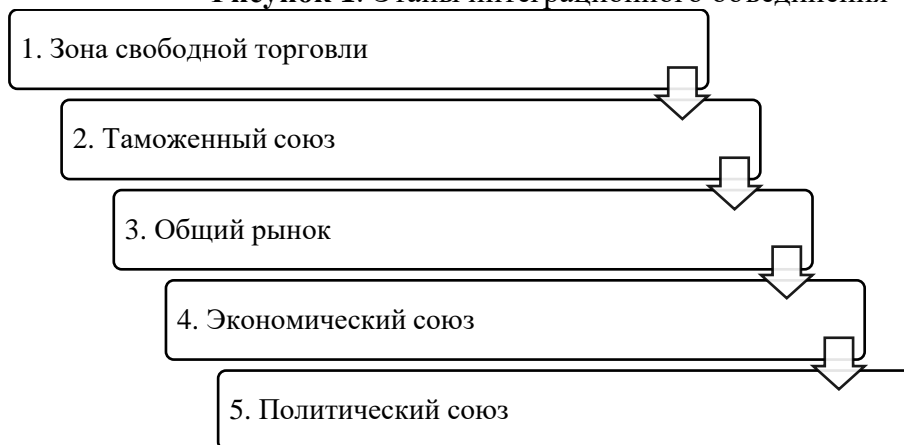 Рисунок 1. Этапы интеграционного объединения
1. Зона свободной торговли
2. Таможенный союз
3. Общий рынок
4. Экономический союз
5. Политический союз